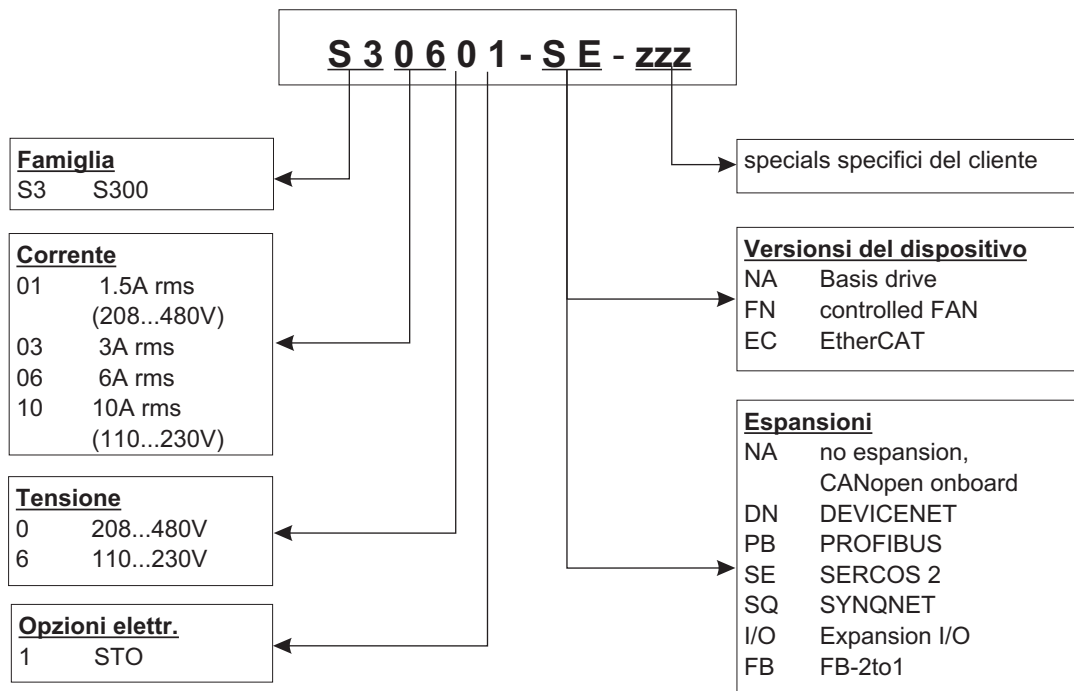 S 3 0 6 0 1 - S E - zzz
Famiglia
S3 S300
Corrente
01 1.5A rms
(208...480V)
03 3A rms
06 6A rms
10 10A rms
(110...230V)
Tensione
0 208...480V
6 110...230V
Opzioni elettr.
1 STO
specials specifici del cliente
Versionsi del dispositivo
NA Basis drive
FN controlled FAN
EC EtherCAT
Espansioni
NA no espansion,
CANopen onboard
DN DEVICENET
PB PROFIBUS
SE SERCOS 2
SQ SYNQNET
I/O Expansion I/O
FB FB-2to1